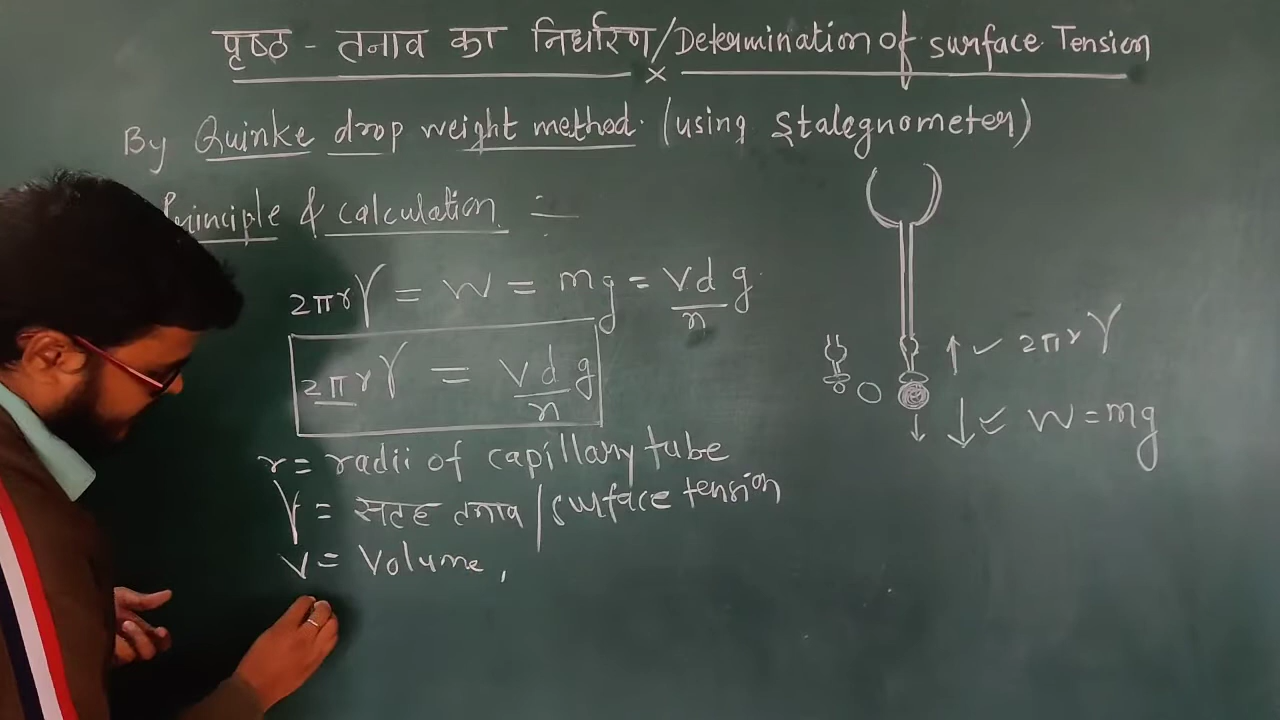 पृष्ठ - तनाव का निर्धारण/Determination of surface Tension
By Quinke drop weight method. (using stalegnometer)
Principle & calculation :-
2πrγ = W = mg = Vd/n g
2πrγ = Vd/n g
r = radii of capillary tube
γ = सतह तनाव/surface tension
V = Volume,
↑ ✓ 2πrγ
↓ ✓ W = mg